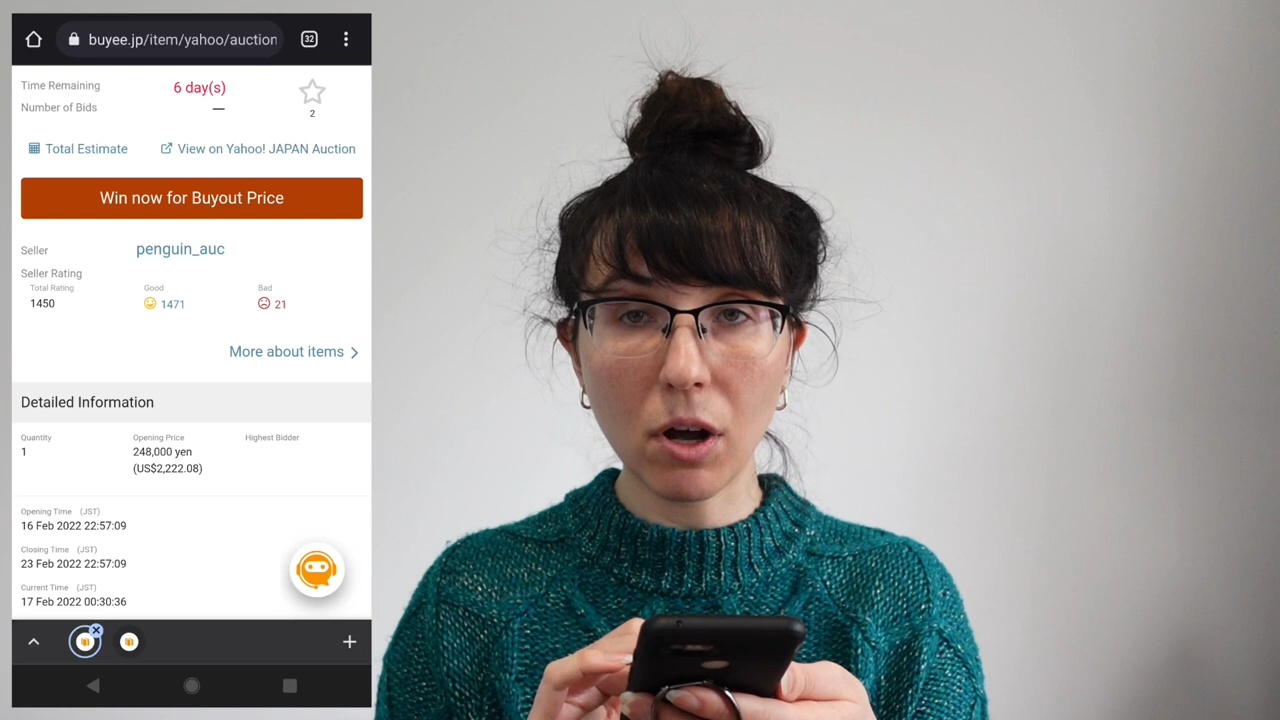 buyee.jp/item/yahoo/auction
32
Time Remaining
6 day(s)
Number of Bids
—
2
Total Estimate
View on Yahoo! JAPAN Auction
Win now for Buyout Price
Seller
penguin_auc
Seller Rating
Total Rating
Good
Bad
1450
1471
21
More about items
Detailed Information
Quantity
Opening Price
Highest Bidder
1
248,000 yen
(US$2,222.08)
Opening Time (JST)
16 Feb 2022 22:57:09
Closing Time (JST)
23 Feb 2022 22:57:09
Current Time (JST)
17 Feb 2022 00:30:36